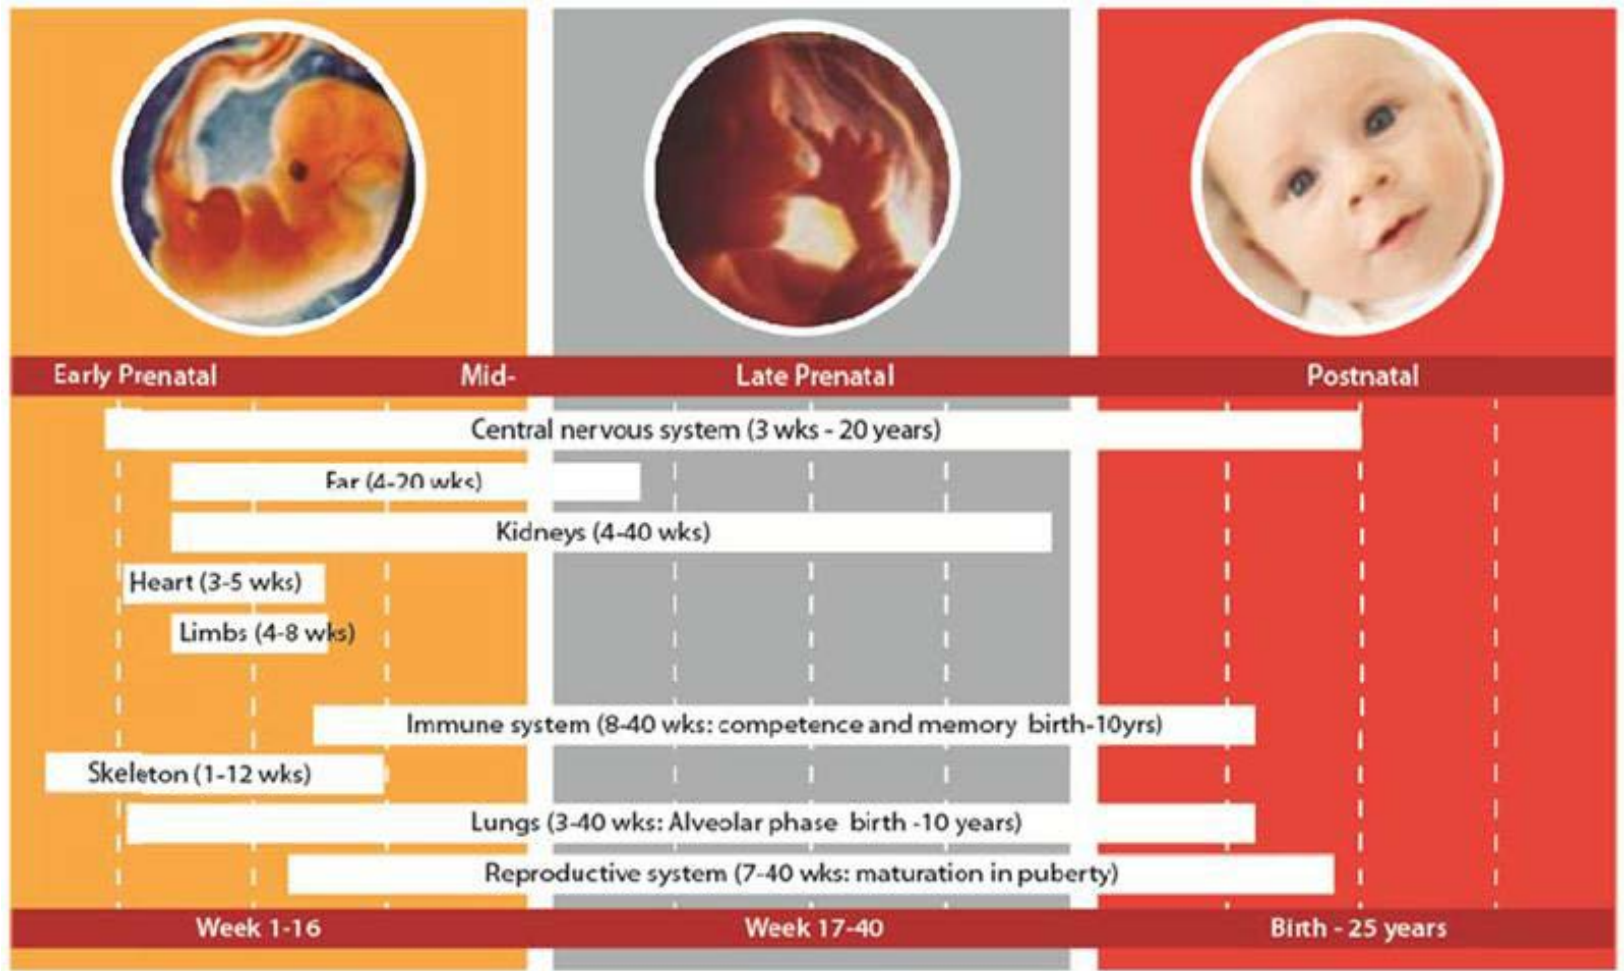 Early Prenatal Mid- Late Prenatal Postnatal
Central nervous system (3 wks - 20 years)
Ear (4-20 wks)
Kidneys (4-40 wks)
Heart (3-5 wks)
Limbs (4-8 wks)
Immune system (8-40 wks: competence and memory birth-10yrs)
Skeleton (1-12 wks)
Lungs (3-40 wks: Alveolar phase birth -10 years)
Reproductive system (7-40 wks: maturation in puberty)
Week 1-16 Week 17-40 Birth - 25 years